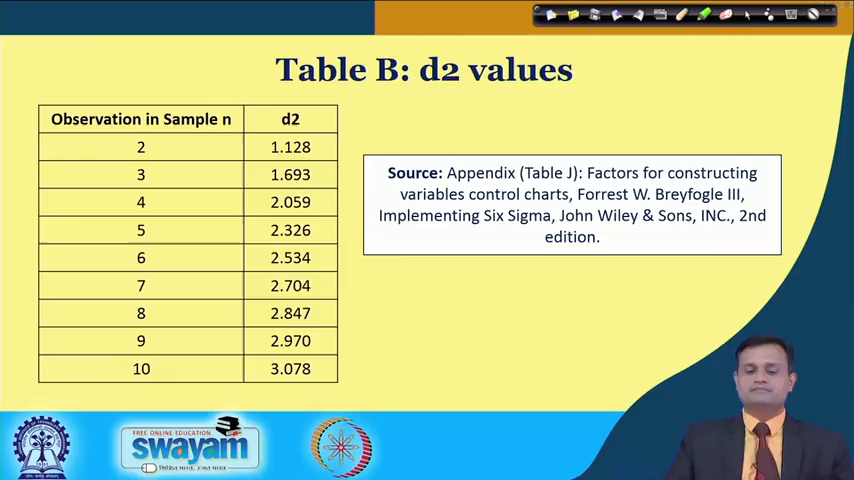 Table B: d2 values
Observation in Sample n d2
2 1.128
3 1.693
4 2.059
5 2.326
6 2.534
7 2.704
8 2.847
9 2.970
10 3.078
Source: Appendix (Table J): Factors for constructing
variables control charts, Forrest W. Breyfogle III,
Implementing Six Sigma, John Wiley & Sons, INC., 2nd
edition.
FREE ONLINE EDUCATION
swayam